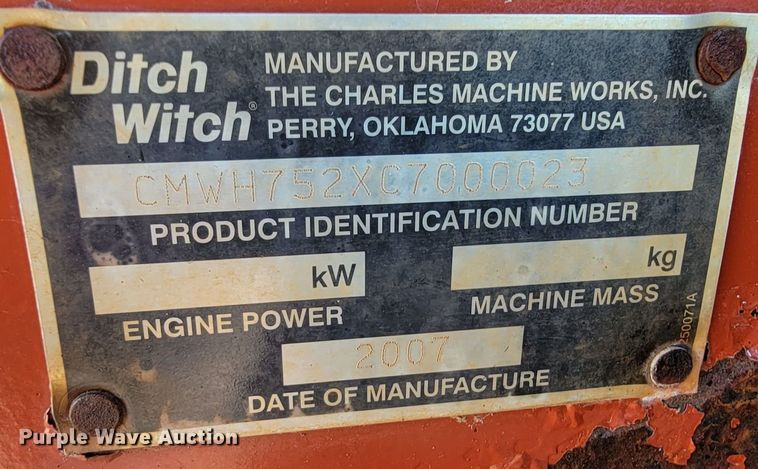 Ditch Witch®
MANUFACTURED BY
THE CHARLES MACHINE WORKS, INC.
PERRY, OKLAHOMA 73077 USA
CMWH752XC7000023
PRODUCT IDENTIFICATION NUMBER
kW
kg
ENGINE POWER
MACHINE MASS
2007
DATE OF MANUFACTURE
Purple Wave Auction